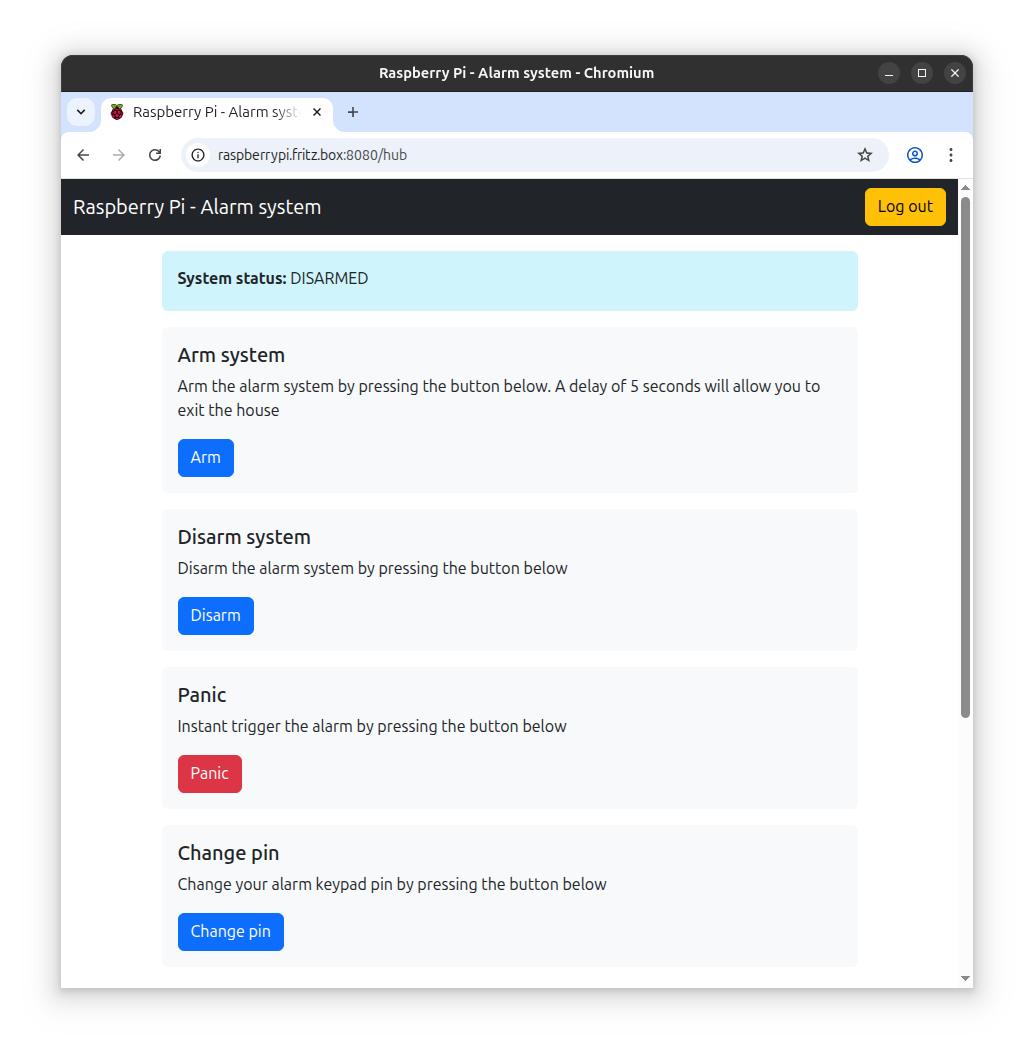 Raspberry Pi - Alarm system - Chromium
Raspberry Pi - Alarm syst
raspberrypi.fritz.box:8080/hub
Raspberry Pi - Alarm system
Log out
System status: DISARMED
Arm system
Arm the alarm system by pressing the button below. A delay of 5 seconds will allow you to
exit the house
Arm
Disarm system
Disarm the alarm system by pressing the button below
Disarm
Panic
Instant trigger the alarm by pressing the button below
Panic
Change pin
Change your alarm keypad pin by pressing the button below
Change pin